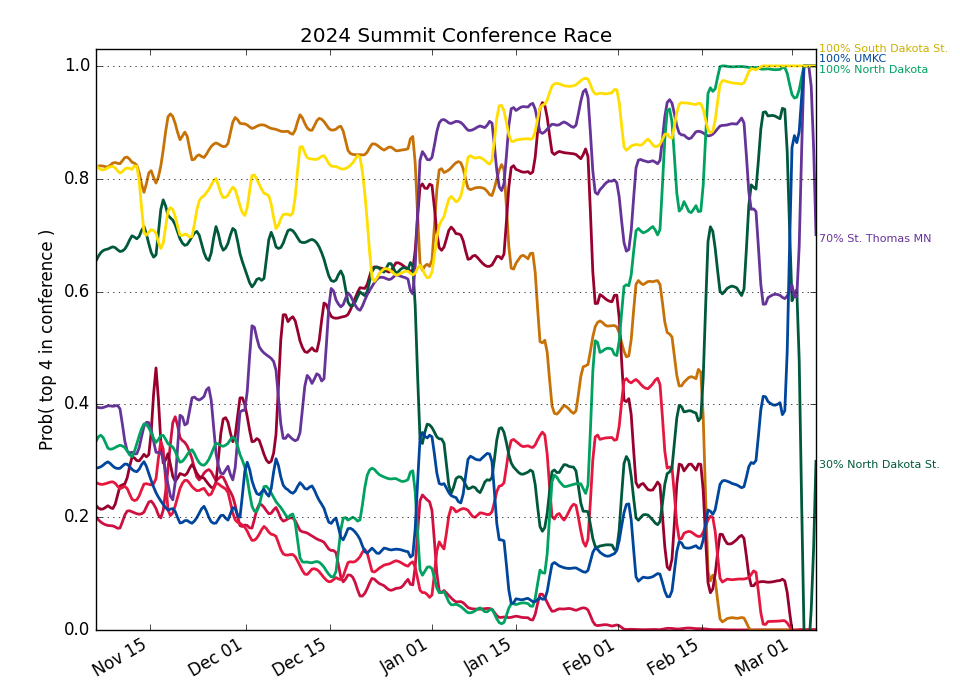 2024 Summit Conference Race
Prob( top 4 in conference )
1.0
0.8
0.6
0.4
0.2
0.0
Nov 15
Dec 01
Dec 15
Jan 01
Jan 15
Feb 01
Feb 15
Mar 01
100% South Dakota St.
100% UMKC
100% North Dakota
70% St. Thomas MN
30% North Dakota St.